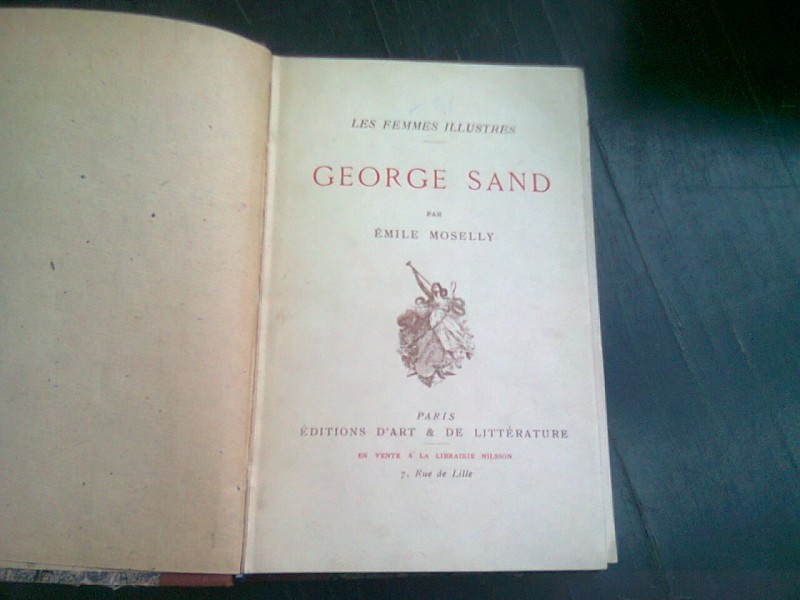 LES FEMMES ILLUSTRES
GEORGE SAND
PAR
ÉMILE MOSELLY
PARIS
ÉDITIONS D'ART & DE LITTÉRATURE
EN VENTE A LA LIBRAIRIE NILSSON
7, Rue de Lille